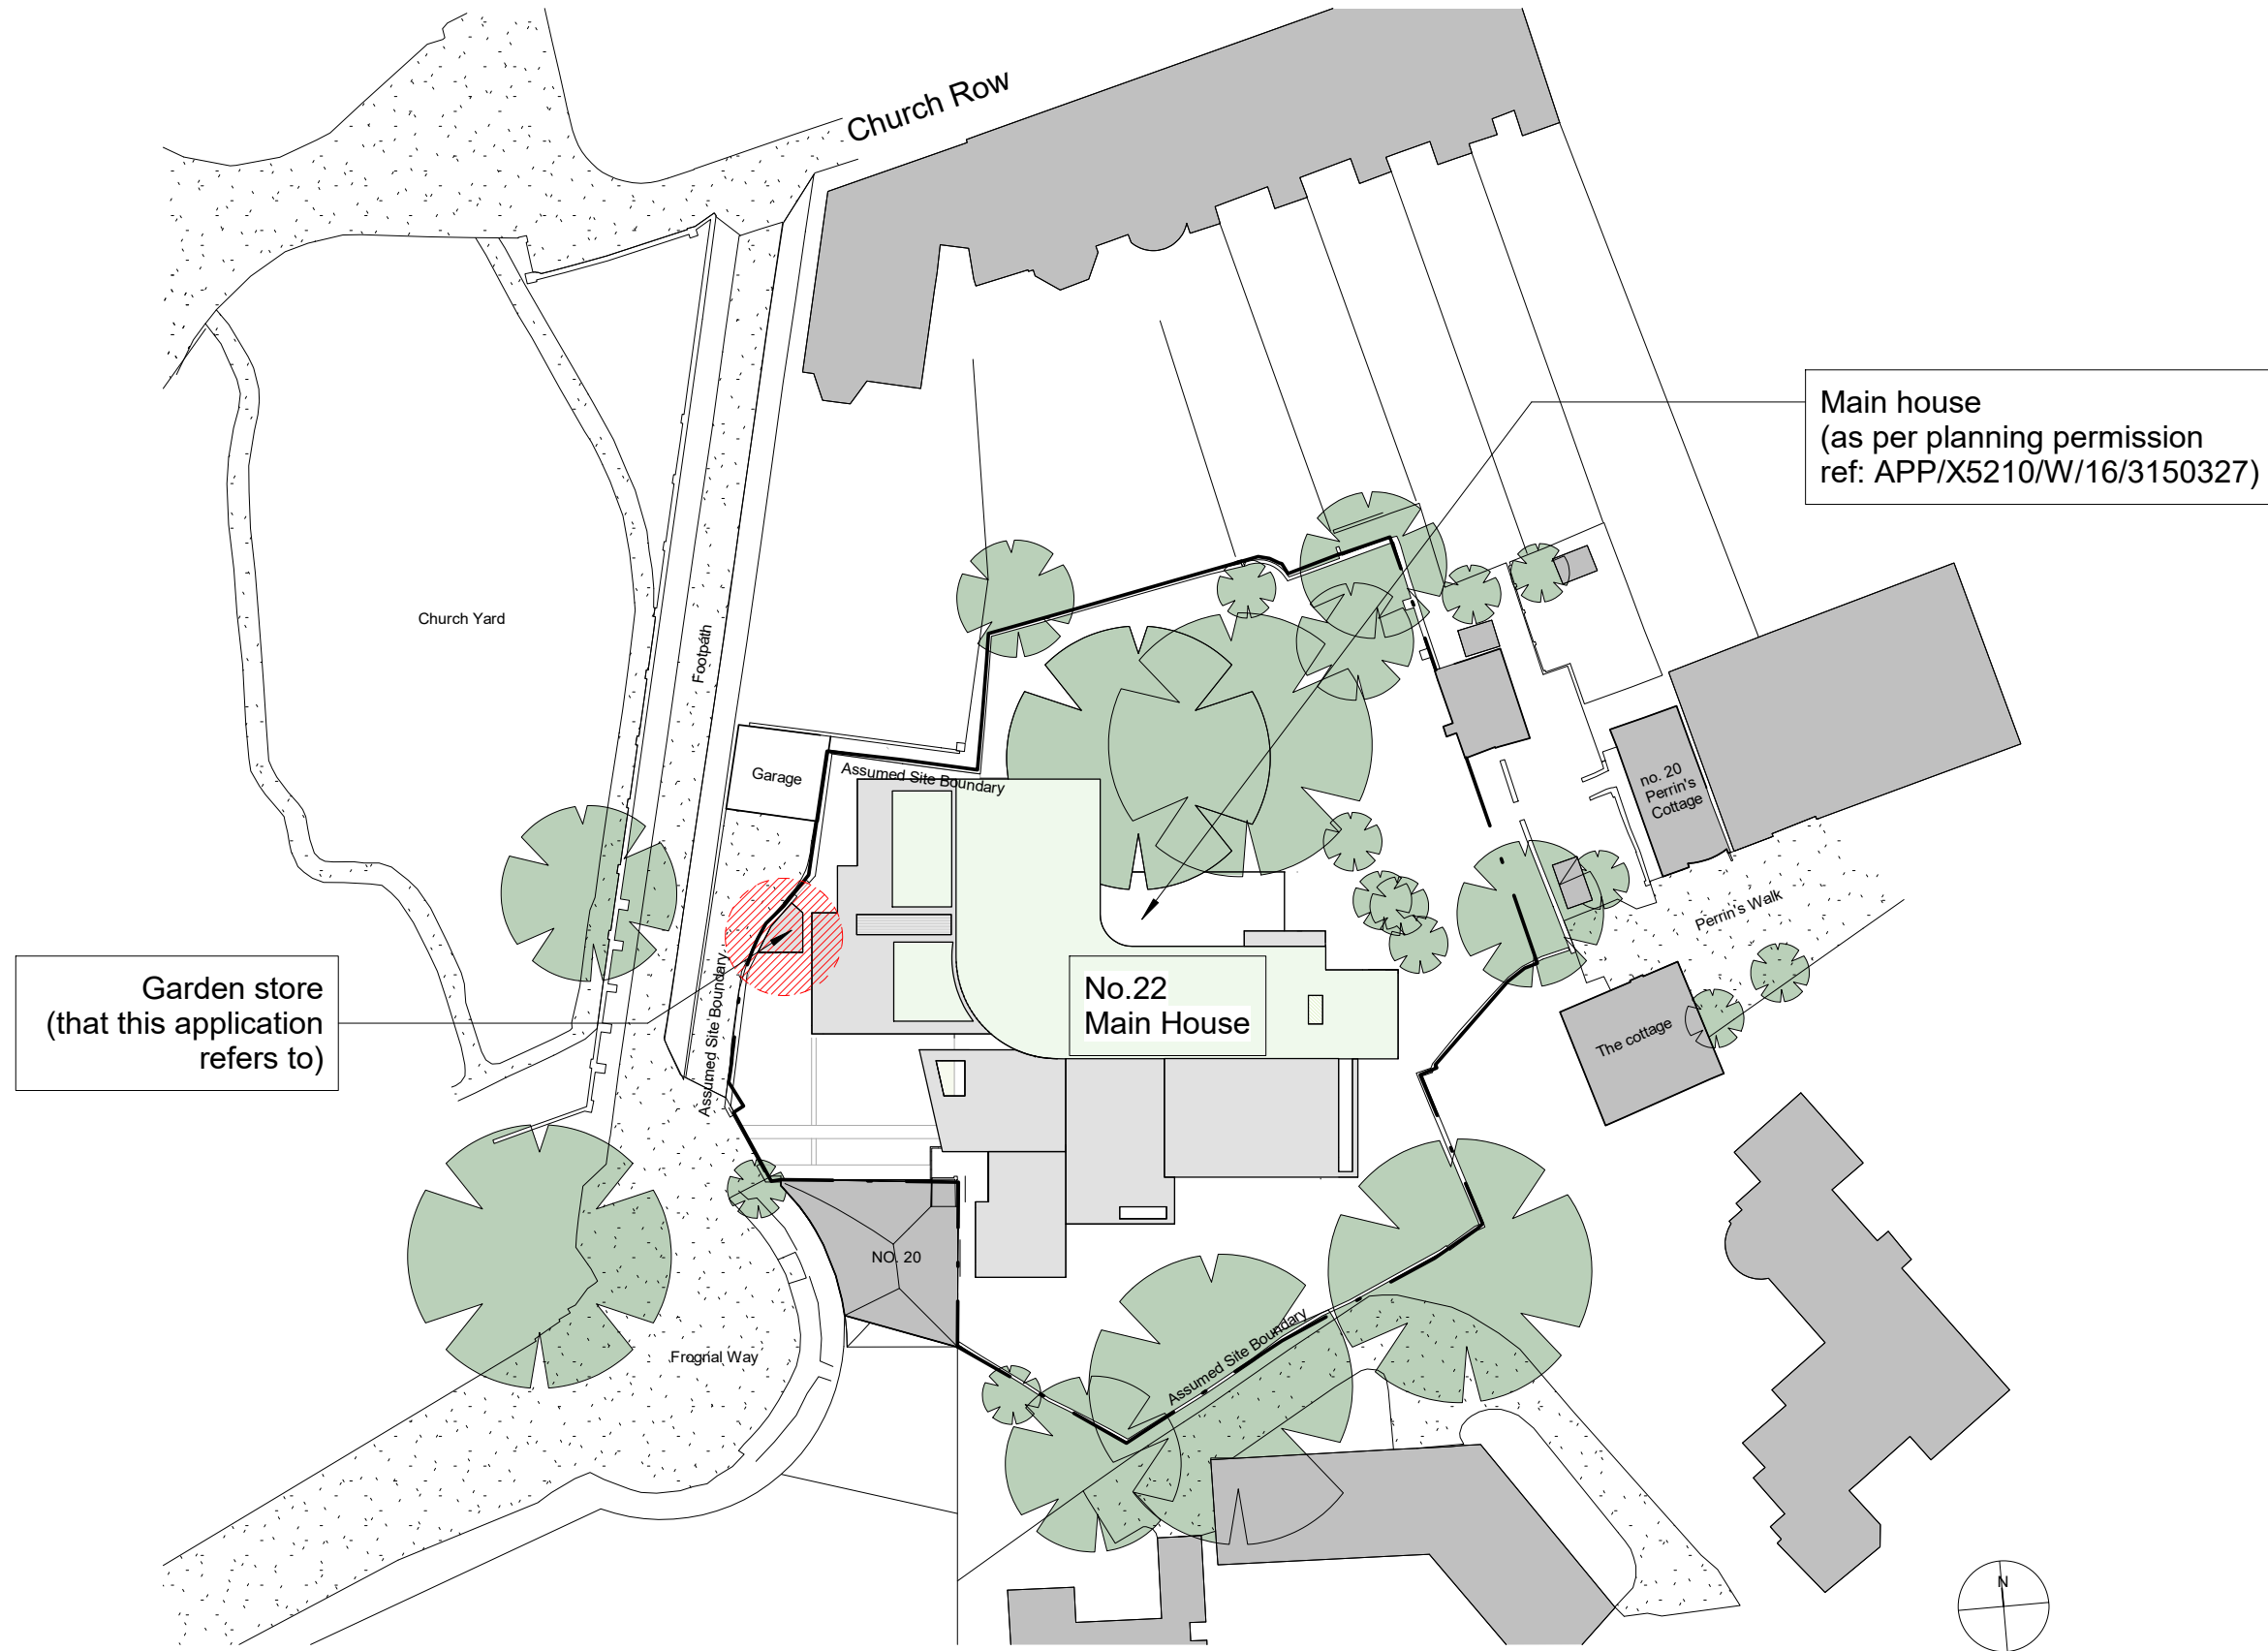 Church Row
Main house
(as per planning permission
ref: APP/X5210/W/16/3150327)
Church Yard
Footpath
Garage
Assumed Site Boundary
no. 20
Perrin's
Cottage
Perrin's Walk
Garden store
(that this application
refers to)
Assumed Site Boundary
No.22
Main House
The cottage
NO. 20
Frognal Way
Assumed Site Boundary
N